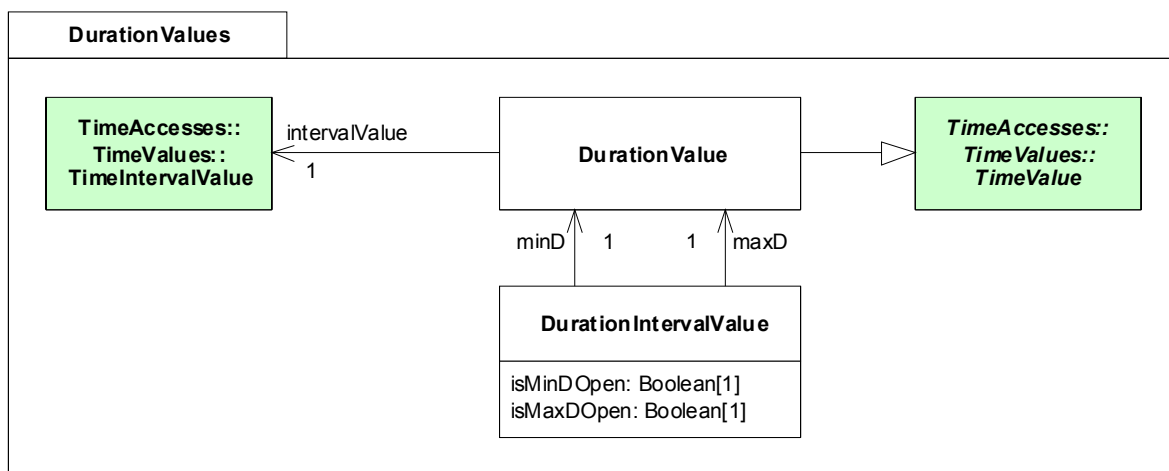 DurationValues
TimeAccesses::
TimeValues::
TimeIntervalValue
intervalValue
1
DurationValue
TimeAccesses::
TimeValues::
TimeValue
minD
1
1
maxD
DurationIntervalValue
isMinDOpen: Boolean[1]
isMaxDOpen: Boolean[1]